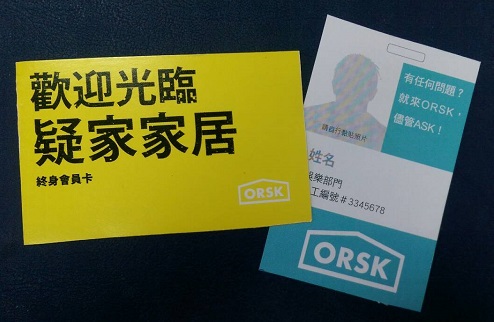 歡迎光臨
疑家家居
終身會員卡
ORSK
有任何問題？
就來ORSK，
儘管ASK！
請自行黏貼照片
姓名
娛樂部門
工編號＃3345678
ORSK